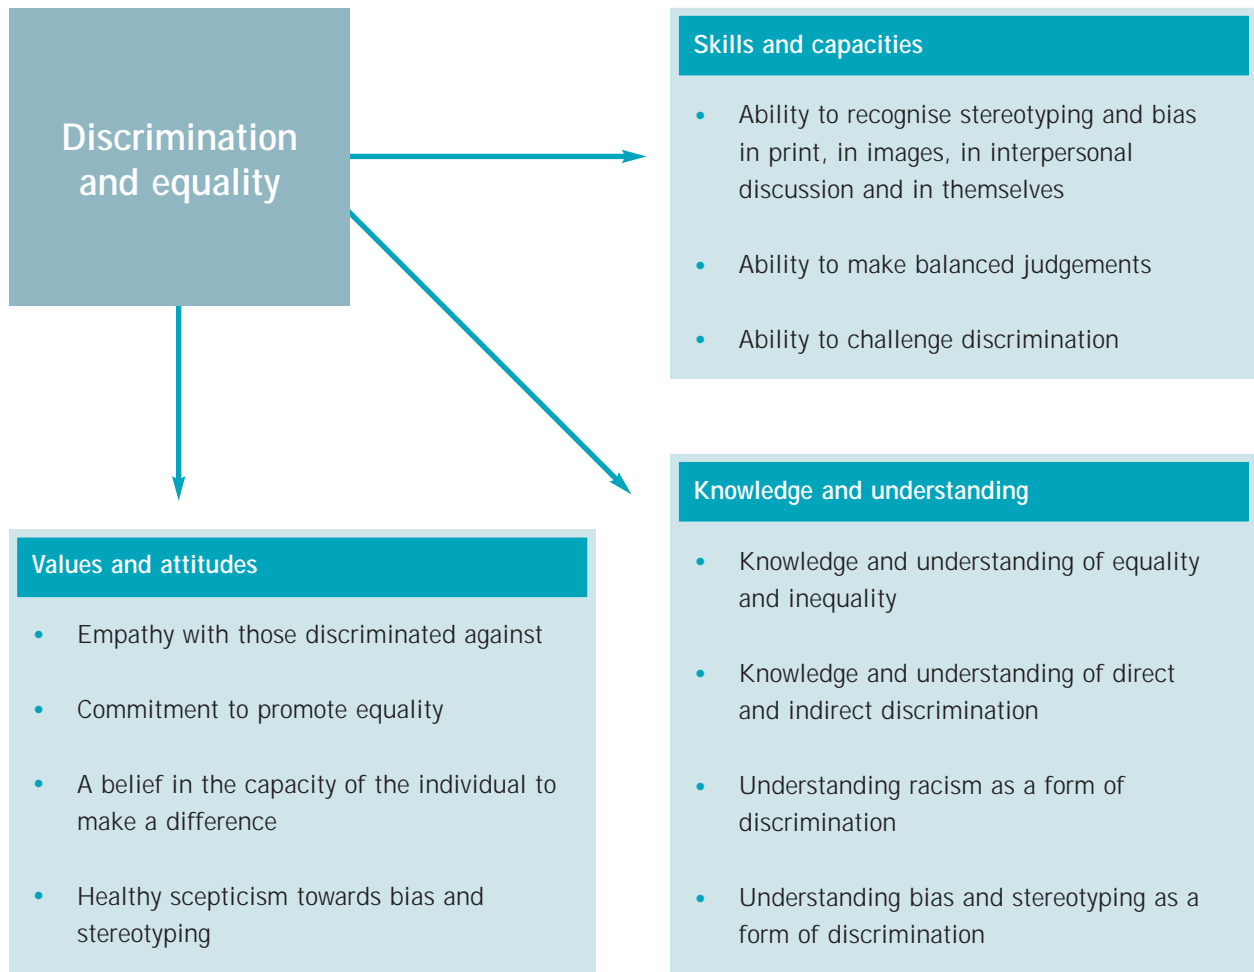 Discrimination
and equality
Skills and capacities
• Ability to recognise stereotyping and bias
in print, in images, in interpersonal
discussion and in themselves
• Ability to make balanced judgements
• Ability to challenge discrimination
Values and attitudes
• Empathy with those discriminated against
• Commitment to promote equality
• A belief in the capacity of the individual to
make a difference
• Healthy scepticism towards bias and
stereotyping
Knowledge and understanding
• Knowledge and understanding of equality
and inequality
• Knowledge and understanding of direct
and indirect discrimination
• Understanding racism as a form of
discrimination
• Understanding bias and stereotyping as a
form of discrimination